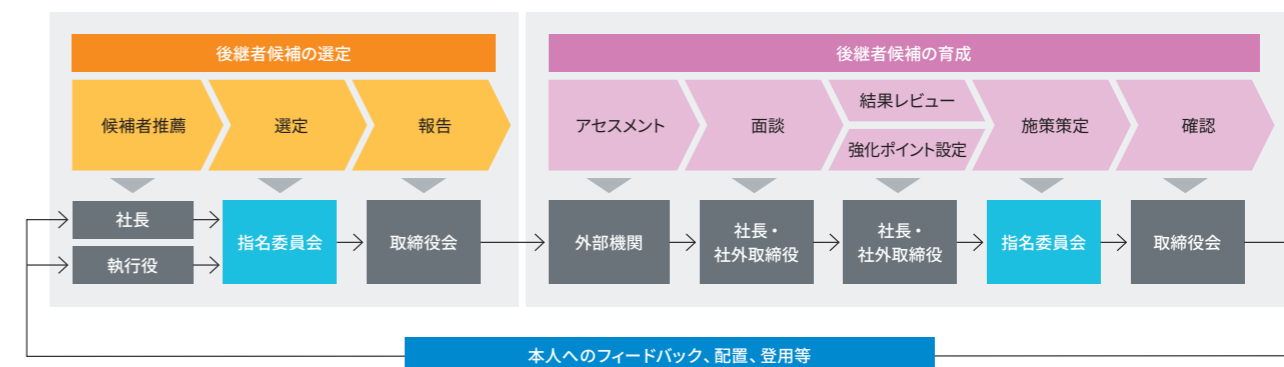 後継者候補の選定
後継者候補の育成
候補者推薦
選定
報告
アセスメント
面談
結果レビュー
強化ポイント設定
施策策定
確認
社長
執行役
指名委員会
取締役会
外部機関
社長・
社外取締役
社長・
社外取締役
指名委員会
取締役会
本人へのフィードバック、配置、登用等